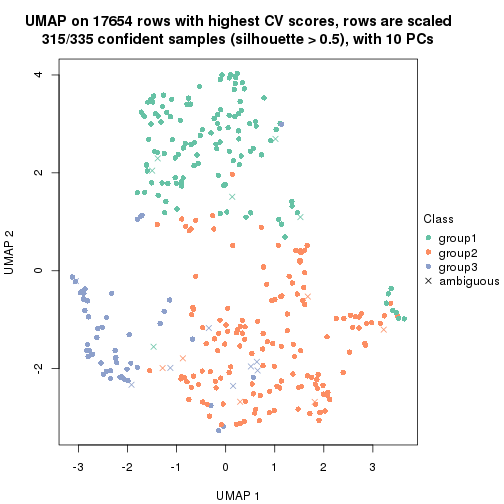 UMAP on 17654 rows with highest CV scores, rows are scaled
315/335 confident samples (silhouette > 0.5), with 10 PCs
4
2
0
-2
UMAP 2
-3
-2
-1
0
1
2
3
UMAP 1
Class
group1
group2
group3
ambiguous